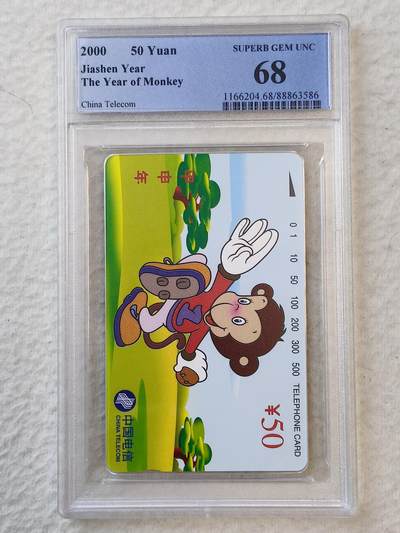 2000 50 Yuan
Jiashen Year
The Year of Monkey
China Telecom
SUPERB GEM UNC
68
1166204.68/88863586
甲申年
0 1 10 50 100 200 300 500 TELEPHONE CARD
¥50
中国电信
CHINA TELECOM